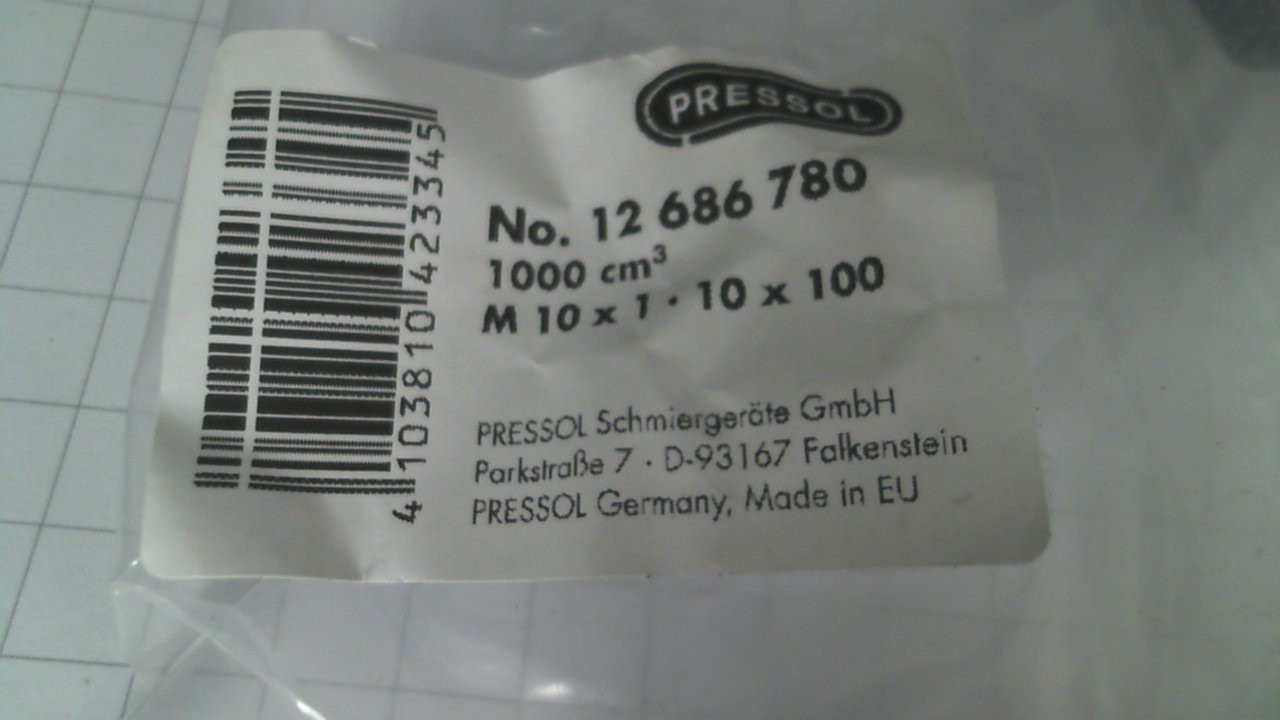 PRESSOL
No. 12 686 780
1000 cm³
M 10 x 1 · 10 x 100
PRESSOL Schmiergeräte GmbH
Parkstraße 7 · D-93167 Falkenstein
PRESSOL Germany, Made in EU
4 103810 423345